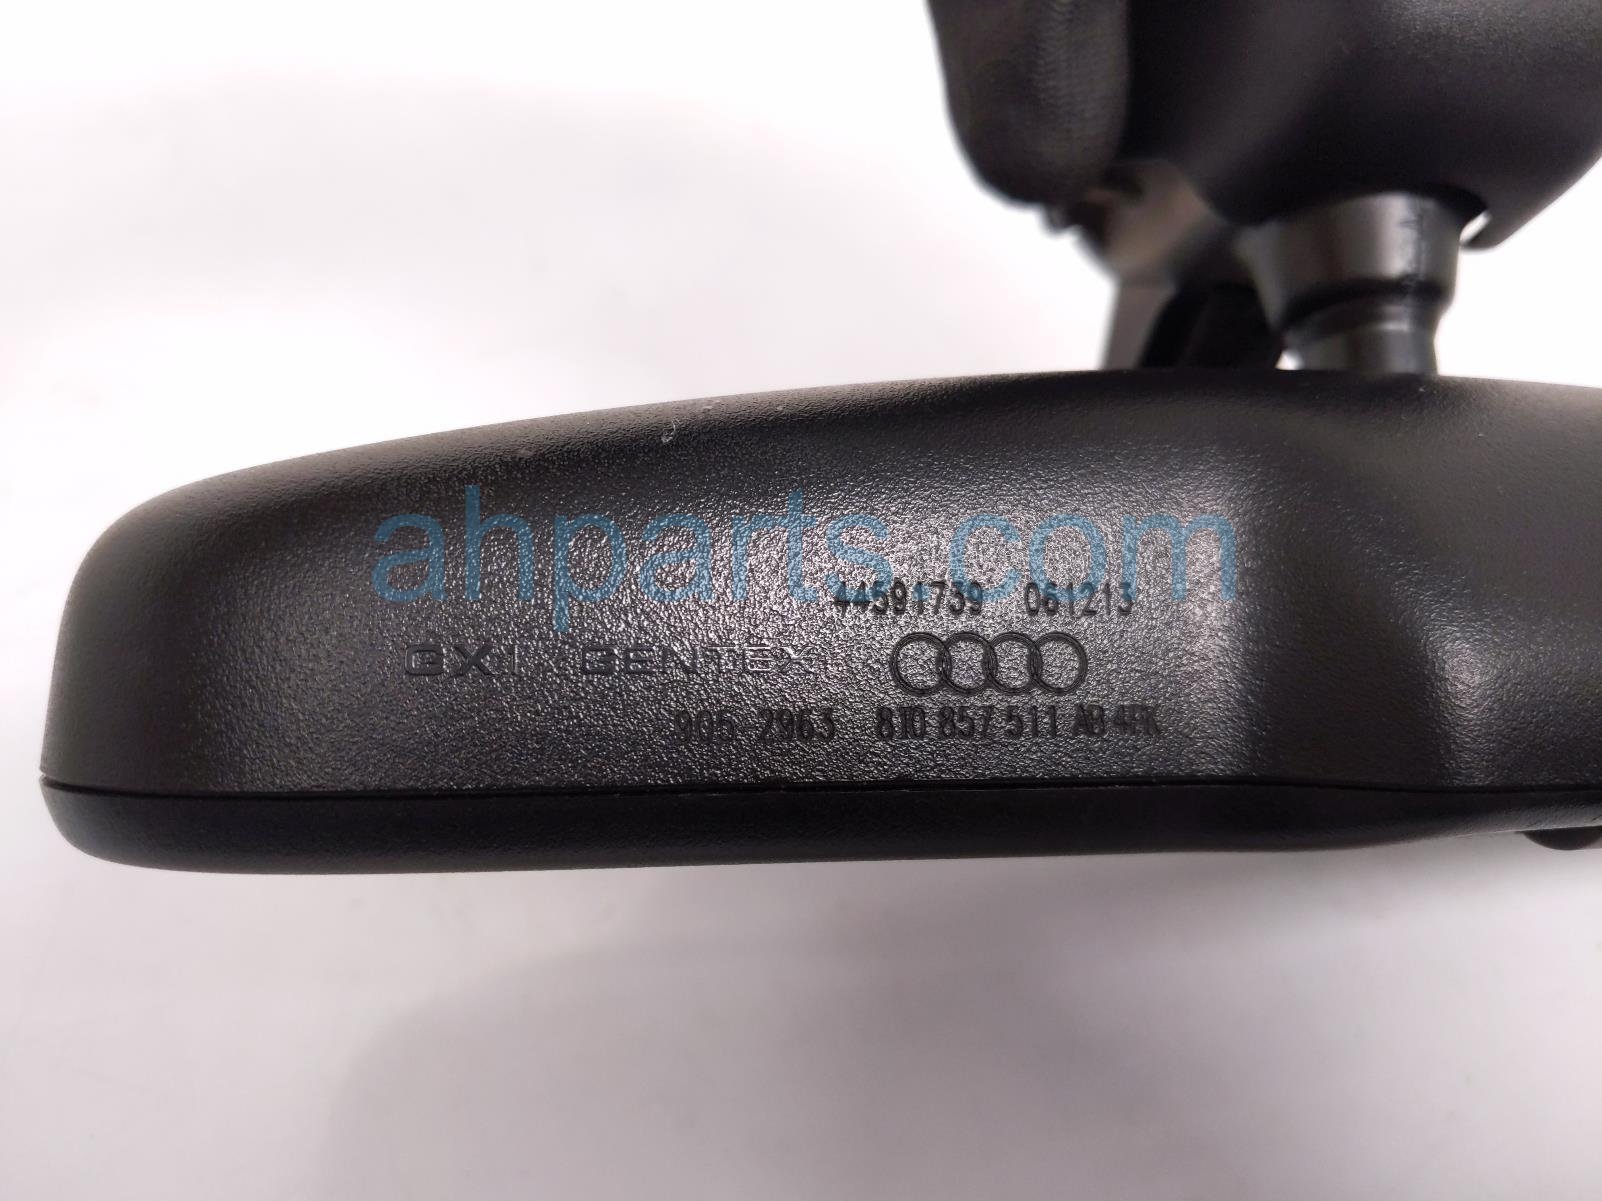 ahparts.com
44591739 061213
GXI GENTEX
905-2963 8T0 857 511 AB 4PK